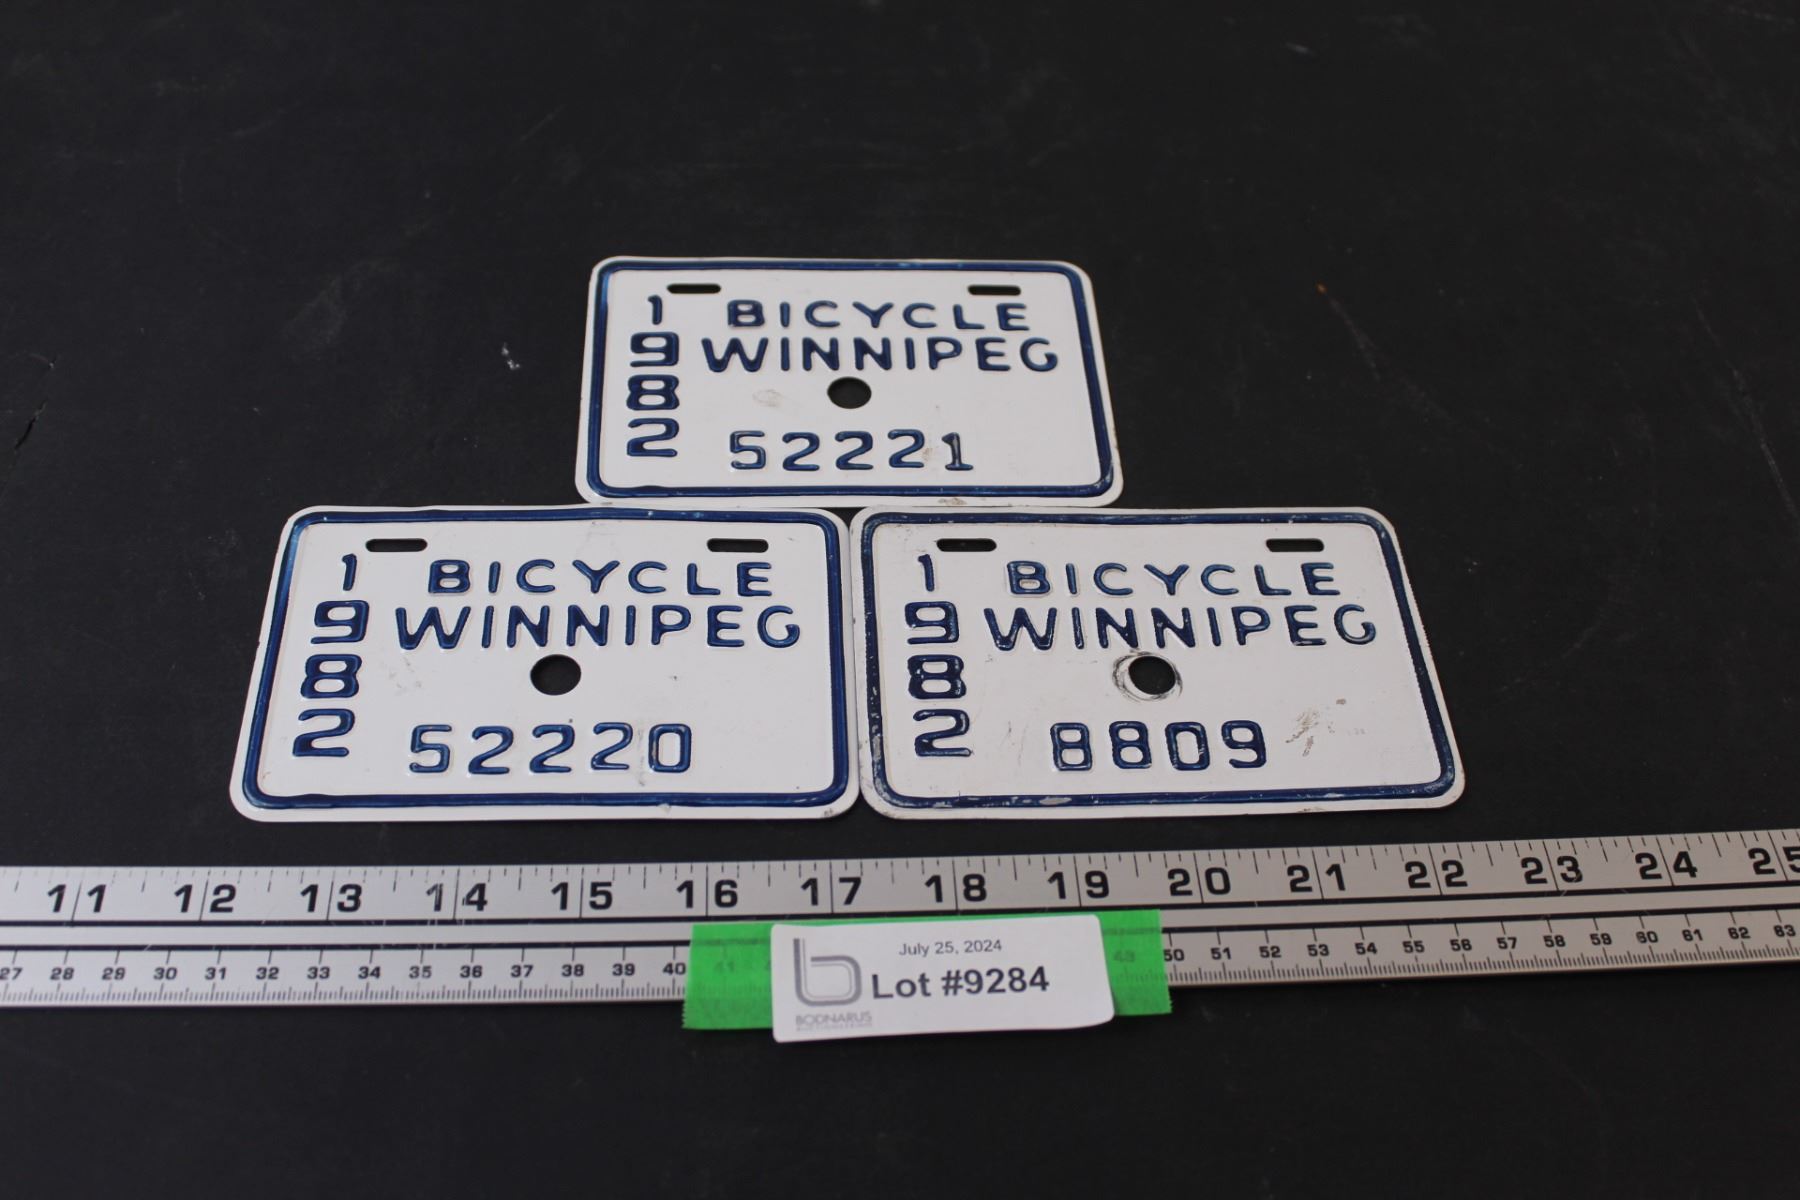 1982
BICYCLE
WINNIPEG
52221
1982
BICYCLE
WINNIPEG
52220
1982
BICYCLE
WINNIPEG
8809
11 12 13 14 15 16 17 18 19 20 21 22 23 24 25
27 28 29 30 31 32 33 34 35 36 37 38 39 40 41 49 50 51 52 53 54 55 56 57 58 59 60 61 62 63
July 25, 2024
Lot #9284
BODNARUS
AUCTIONEERING